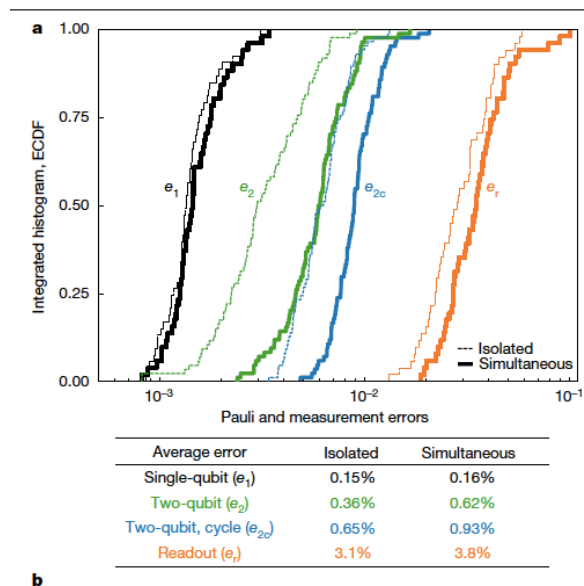 a
1.00
0.75
0.50
0.25
0.00
Integrated histogram, ECDF
e1
e2
e2c
er
Isolated
Simultaneous
10−3
10−2
10−1
Pauli and measurement errors
Average error Isolated Simultaneous
Single-qubit (e1) 0.15% 0.16%
Two-qubit (e2) 0.36% 0.62%
Two-qubit, cycle (e2c) 0.65% 0.93%
Readout (er) 3.1% 3.8%
b